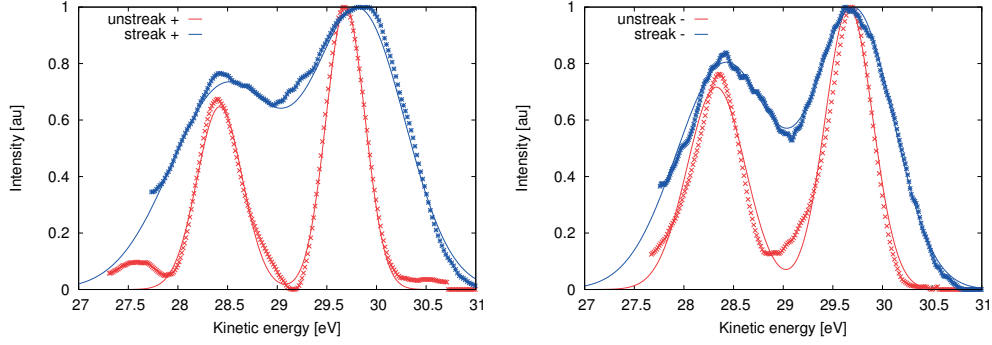 unstreak +
streak +
Intensity [au]
1
0.8
0.6
0.4
0.2
0
27 27.5 28 28.5 29 29.5 30 30.5 31
Kinetic energy [eV]
unstreak -
streak -
Intensity [au]
1
0.8
0.6
0.4
0.2
0
27 27.5 28 28.5 29 29.5 30 30.5 31
Kinetic energy [eV]